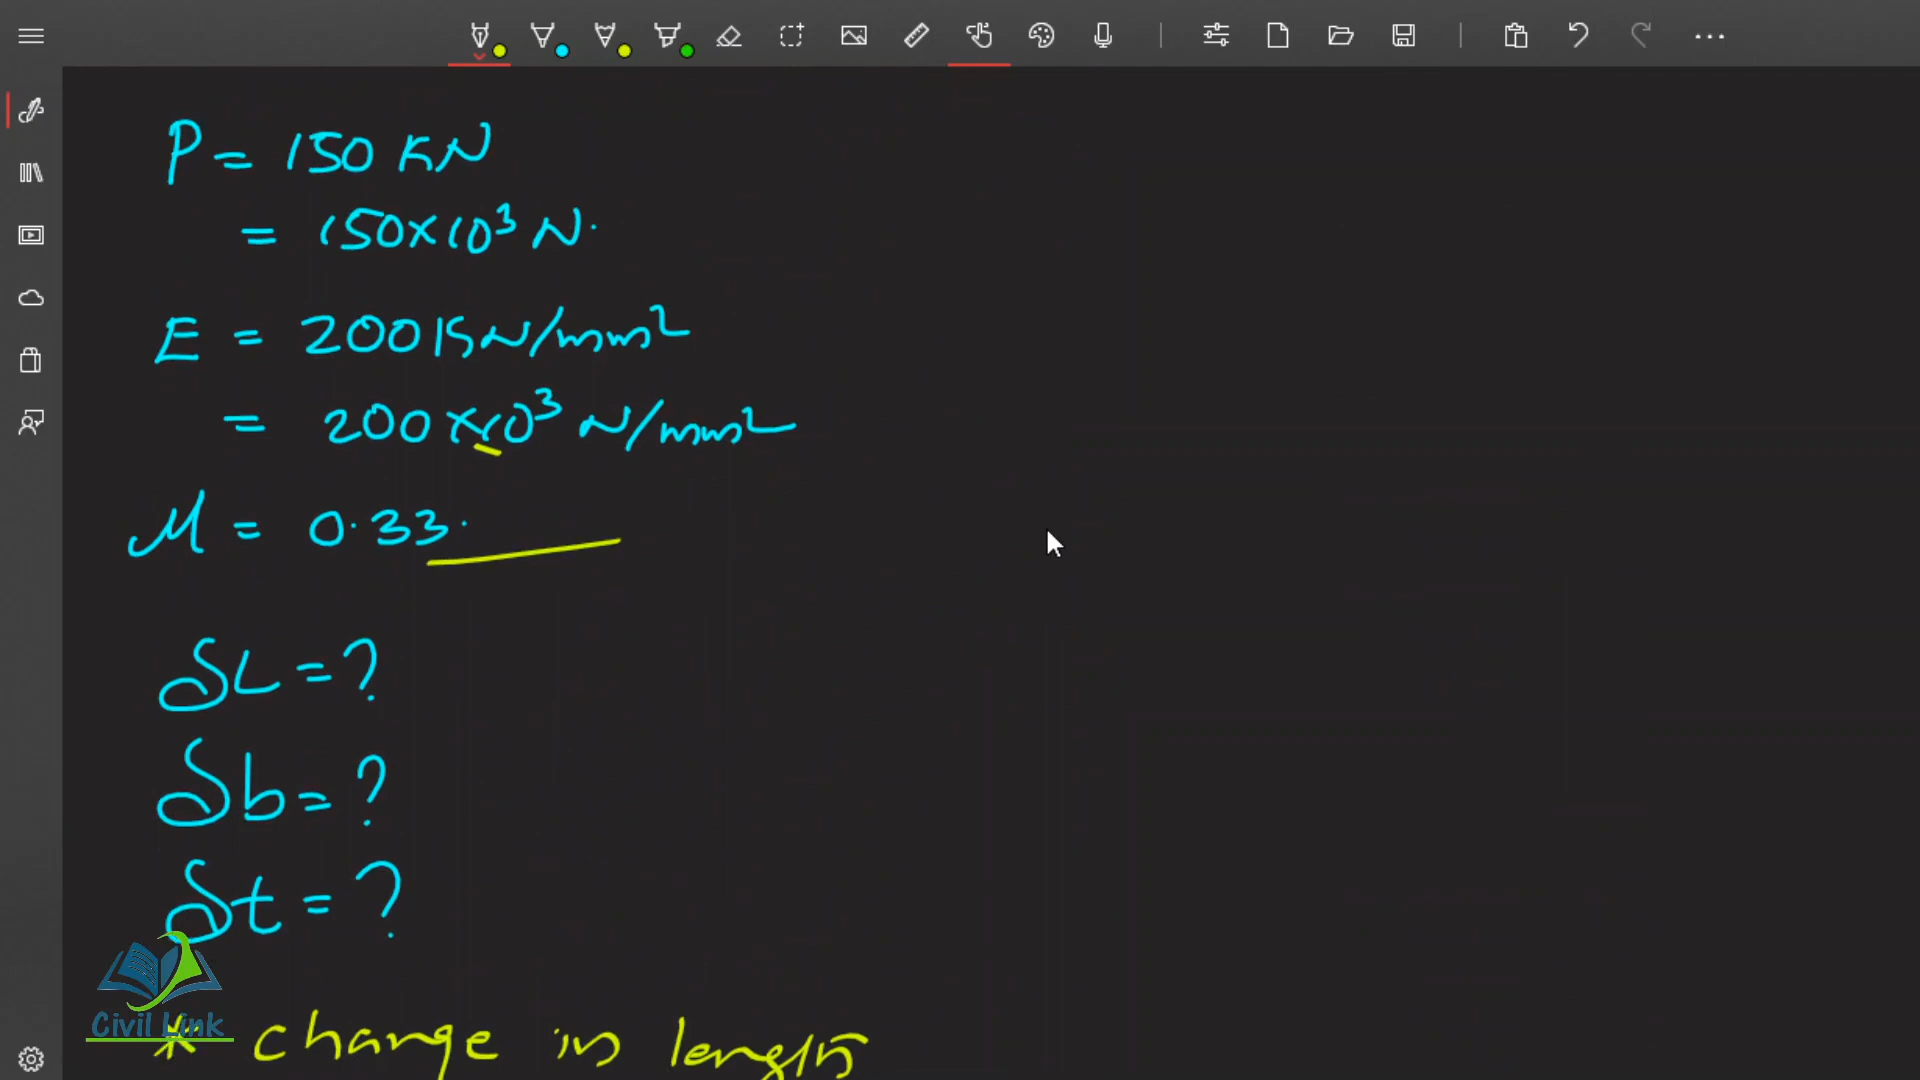 P = 150 KN
= 150×10³ N.
E = 200 KN/mm²
= 200×10³ N/mm²
μ = 0.33.
δL = ?
δb = ?
δt = ?
Civil Link
* change in length